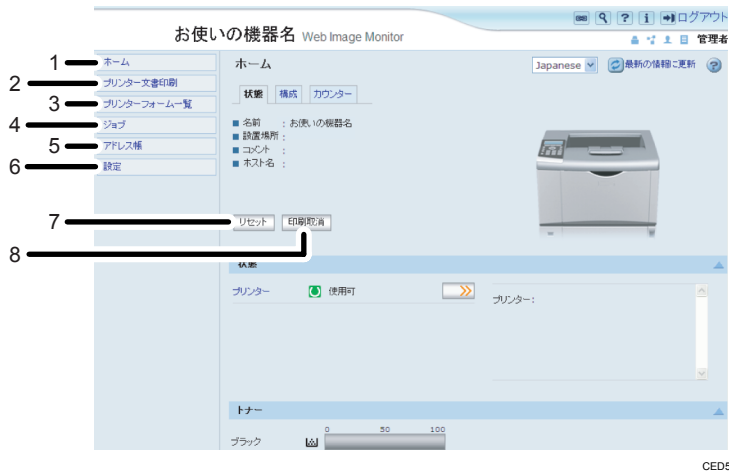 ログアウト
お使いの機器名 Web Image Monitor
管理者
1 ホーム
2 プリンター文書印刷
3 プリンターフォーム一覧
4 ジョブ
5 アドレス帳
6 設定
ホーム
Japanese
最新の情報に更新
状態 構成 カウンター
名前 : お使いの機器名
設置場所 :
コメント :
ホスト名 :
7 リセット 印刷取消
8
状態
プリンター 使用可
プリンター:
トナー
0 50 100
ブラック
CED5